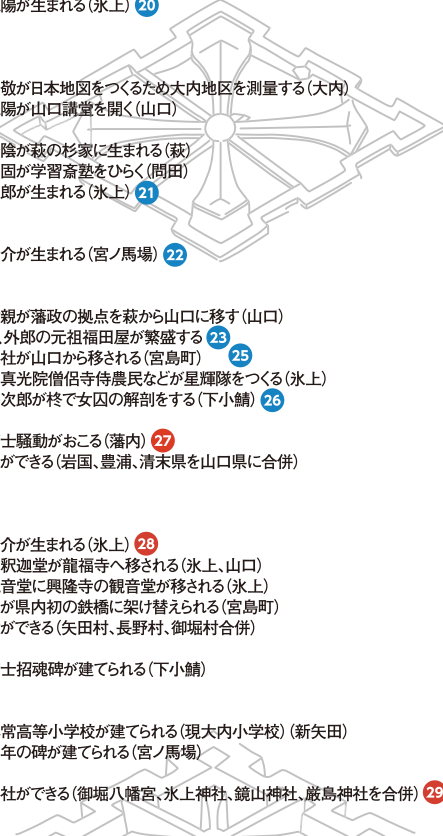 陽が生まれる（氷上） 20
敬が日本地図をつくるため大内地区を測量する（大内）
陽が山口講堂を開く（山口）
陰が萩の杉家に生まれる（萩）
固が学習斎塾をひらく（問田）
郎が生まれる（氷上） 21
介が生まれる（宮ノ馬場） 22
親が藩政の拠点を萩から山口に移す（山口）
、外郎の元祖福田屋が繁盛する 23
社が山口から移される（宮島町） 25
真光院僧侶寺侍農民などが星輝隊をつくる（氷上）
次郎が柊で女囚の解剖をする（下小鯖） 26
士騒動がおこる（藩内） 27
ができる（岩国、豊浦、清末県を山口県に合併）
介が生まれる（氷上） 28
釈迦堂が龍福寺へ移される（氷上、山口）
音堂に興隆寺の観音堂が移される（氷上）
が県内初の鉄橋に架け替えられる（宮島町）
ができる（矢田村、長野村、御堀村合併）
士招魂碑が建てられる（下小鯖）
常高等小学校が建てられる（現大内小学校）（新矢田）
年の碑が建てられる（宮ノ馬場）
社ができる（御堀八幡宮、氷上神社、鏡山神社、厳島神社を合併） 29